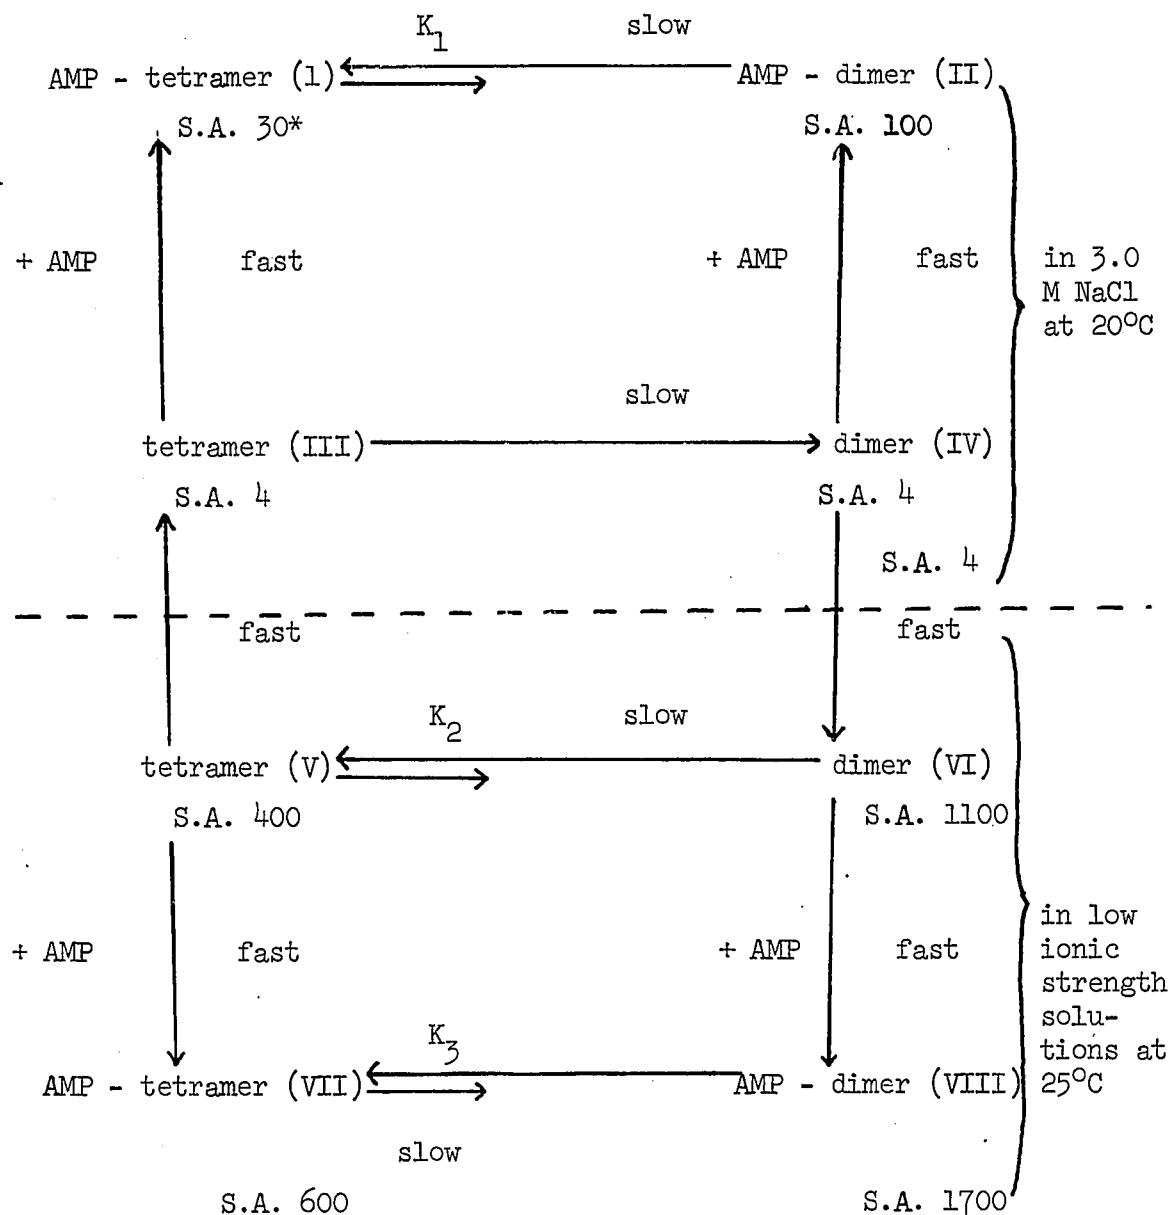 K1 slow
AMP - tetramer (1) AMP - dimer (II)
S.A. 30* S.A. 100
+ AMP fast + AMP fast
in 3.0
M NaCl
at 20°C
slow
tetramer (III) dimer (IV)
S.A. 4 S.A. 4
S.A. 4
fast fast
K2 slow
tetramer (V) dimer (VI)
S.A. 400 S.A. 1100
+ AMP fast + AMP fast
in low
ionic
strength
solu-
tions at
25°C
K3
AMP - tetramer (VII) AMP - dimer (VIII)
slow
S.A. 600 S.A. 1700